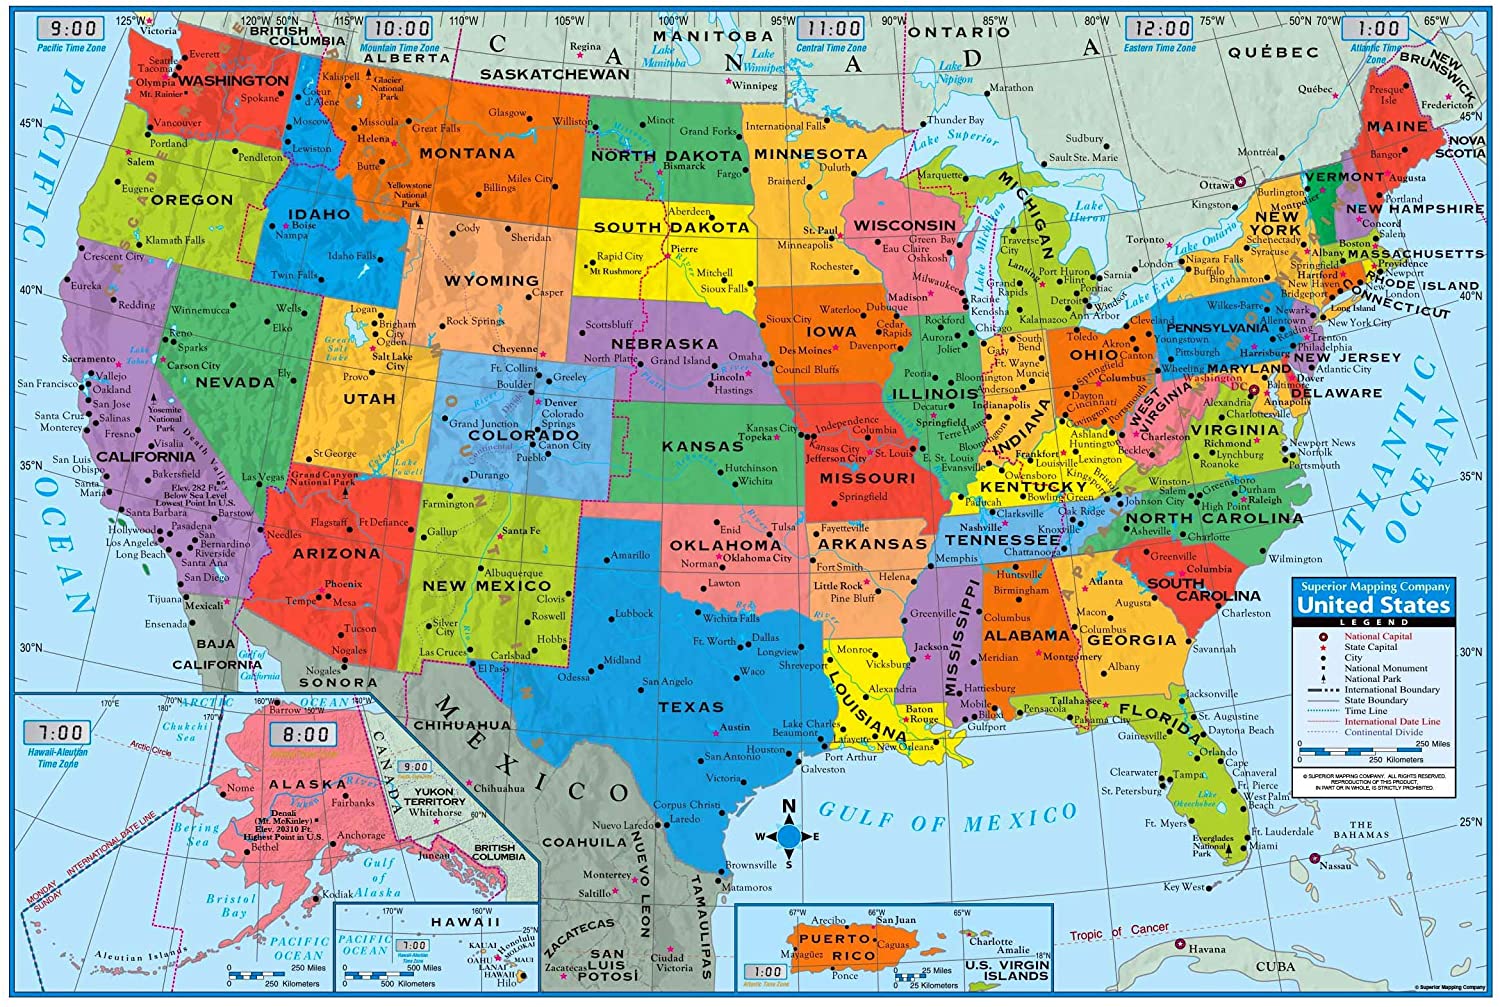 125°W
120°W
50°N
115°W
110°W
105°W
100°W
95°W
90°W
85°W
80°W
75°W
50°N
70°W
65°W
9:00
Pacific Time Zone
10:00
Mountain Time Zone
11:00
Central Time Zone
12:00
Eastern Time Zone
1:00
Atlantic Time
Zone
CANADA
Victoria
BRITISH
COLUMBIA
ALBERTA
SASKATCHEWAN
Regina
MANITOBA
Lake
Manitoba
Lake
Winnipeg
Winnipeg
ONTARIO
Lake
Nipigon
Marathon
Thunder Bay
QUÉBEC
Québec
NEW
BRUNSWICK
Fredericton
NOVA
SCOTIA
Sudbury
Sault Ste. Marie
Montréal
Ottawa
Kingston
Toronto
London
Sarnia
Windsor
Lake Superior
Lake Michigan
Lake
Huron
Lake Ontario
Lake Erie
PACIFIC OCEAN
45°N
40°N
35°N
30°N
WASHINGTON
Everett
Seattle
Tacoma
Olympia
Mt. Rainier
Spokane
Vancouver
OREGON
Portland
Salem
Pendleton
Eugene
Klamath Falls
IDAHO
Coeur
d'Alene
Moscow
Lewiston
Boise
Nampa
Idaho Falls
Twin Falls
MONTANA
Kalispell
Glacier
National
Park
Missoula
Helena
Great Falls
Glasgow
Butte
Miles City
Billings
Yellowstone
National
Park
WYOMING
Cody
Sheridan
Casper
Rock Springs
Cheyenne
NORTH DAKOTA
Williston
Minot
Grand Forks
Bismarck
Fargo
SOUTH DAKOTA
Aberdeen
Pierre
Rapid City
Mt Rushmore
Mitchell
Sioux Falls
MINNESOTA
International Falls
Duluth
Brainerd
St. Paul
Minneapolis
Rochester
WISCONSIN
Green Bay
Eau Claire
Oshkosh
Milwaukee
Madison
Racine
Kenosha
MICHIGAN
Marquette
Traverse
City
Lansing
Grand
Rapids
Port Huron
Flint
Pontiac
Detroit
Ann Arbor
Kalamazoo
CALIFORNIA
Crescent City
Eureka
Redding
Sacramento
Lake
Tahoe
Vallejo
San Francisco
Oakland
San Jose
Santa Cruz
Salinas
Monterey
Fresno
Yosemite
National
Park
Visalia
Death Valley
San Luis
Obispo
Bakersfield
Santa
Maria
Elev. 282 Ft.
Below Sea Level
Lowest Point In U.S.
Santa Barbara
Barstow
Hollywood
Pasadena
Los Angeles
San
Bernardino
Long Beach
Riverside
Santa Ana
San Diego
Needles
NEVADA
Winnemucca
Wells
Elko
Reno
Sparks
Carson City
Ely
Las Vegas
UTAH
Logan
Brigham
City
Ogden
Great
Salt
Lake
Salt Lake
City
Provo
St George
Lake
Powell
COLORADO
Ft. Collins
Greeley
Boulder
Denver
Grand Junction
Colorado
Springs
Canon City
Pueblo
Durango
ARIZONA
Grand Canyon
National Park
Flagstaff
Ft Defiance
Phoenix
Tempe
Mesa
Tucson
Nogales
NEW MEXICO
Farmington
Gallup
Santa Fe
Albuquerque
Clovis
Roswell
Silver
City
Hobbs
Carlsbad
Las Cruces
NEBRASKA
Scottsbluff
North Platte
Grand Island
Omaha
Lincoln
Hastings
KANSAS
Kansas City
Topeka
Hutchinson
Wichita
OKLAHOMA
Enid
Tulsa
Oklahoma City
Norman
Lawton
TEXAS
Amarillo
Lubbock
Wichita Falls
Ft. Worth
Dallas
Longview
El Paso
Midland
Odessa
San Angelo
Waco
Austin
Beaumont
Houston
Port Arthur
Galveston
San Antonio
Victoria
Corpus Christi
Laredo
Brownsville
IOWA
Sioux City
Waterloo
Dubuque
Cedar
Rapids
Des Moines
Davenport
Council Bluffs
MISSOURI
Independence
Kansas City
Columbia
Jefferson City
St. Louis
Springfield
ARKANSAS
Fayetteville
Fort Smith
Little Rock
Helena
Pine Bluff
LOUISIANA
Shreveport
Monroe
Alexandria
Baton
Rouge
Lake Charles
Lafayette
New Orleans
ILLINOIS
Rockford
Chicago
Aurora
Joliet
Peoria
Bloomington
Decatur
Springfield
E. St. Louis
INDIANA
Gary
South
Bend
Ft. Wayne
Muncie
Anderson
Indianapolis
Terre Haute
Bloomington
Evansville
OHIO
Toledo
Cleveland
Akron
Canton
Youngstown
Springfield
Columbus
Dayton
Cincinnati
Portsmouth
KENTUCKY
Covington
Ashland
Frankfort
Louisville
Lexington
Owensboro
Paducah
Bowling Green
TENNESSEE
Clarksville
Nashville
Oak Ridge
Knoxville
Kingsport
Bristol
Johnson City
Memphis
Chattanooga
MISSISSIPPI
Greenville
Columbus
Vicksburg
Jackson
Meridian
Hattiesburg
Biloxi
Gulfport
ALABAMA
Huntsville
Birmingham
Montgomery
Mobile
GEORGIA
Atlanta
Augusta
Macon
Columbus
Savannah
Albany
FLORIDA
Pensacola
Tallahassee
Panama City
Jacksonville
St. Augustine
Gainesville
Daytona Beach
Orlando
Cape
Canaveral
Clearwater
Tampa
St. Petersburg
Ft. Pierce
Lake
Okeechobee
West Palm
Beach
Ft. Myers
Ft. Lauderdale
Everglades
National
Park
Miami
Key West
SOUTH
CAROLINA
Greenville
Columbia
Charleston
NORTH CAROLINA
Winston-
Salem
Greensboro
Durham
High Point
Raleigh
Asheville
Charlotte
Wilmington
VIRGINIA
Alexandria
Charlottesville
Richmond
Lynchburg
Roanoke
Newport News
Norfolk
Portsmouth
WEST
VIRGINIA
Wheeling
Huntington
Charleston
Beckley
MARYLAND
Washington
DC
Baltimore
Annapolis
DELAWARE
Dover
PENNSYLVANIA
Wilkes-Barre
Allentown
Reading
Pittsburgh
Harrisburg
Philadelphia
NEW JERSEY
Newark
Trenton
Atlantic City
NEW
YORK
Niagara Falls
Buffalo
Syracuse
Schenectady
Albany
Binghamton
New York City
Long Island
CONNECTICUT
Hartford
New Haven
Bridgeport
New
London
RHODE ISLAND
Providence
Newport
MASSACHUSETTS
Boston
Salem
Springfield
VERMONT
Burlington
Montpelier
NEW HAMPSHIRE
Concord
MAINE
Presque
Isle
Bangor
Augusta
Portland
CASCADE RANGE
ROCKY MOUNTAINS
APPALACHIAN MOUNTAINS
Continental
Divide
Missouri
River
Platte
River
Colorado
Arkansas
River
Red
River
Rio
ATLANTIC
OCEAN
GULF OF MEXICO
N
W
E
S
45°N
40°N
35°N
30°N
25°N
Tijuana
Mexicali
Ensenada
BAJA
CALIFORNIA
Gulf of
California
Nogales
SONORA
MEXICO
CHIHUAHUA
Chihuahua
COAHUILA
Nuevo Laredo
NUEVO LEON
Monterrey
Saltillo
Matamoros
TAMAULIPAS
ZACATECAS
Zacatecas
SAN
LUIS
POTOSÍ
Ciudad
Victoria
THE
BAHAMAS
Nassau
Tropic of Cancer
Havana
CUBA
Superior Mapping Company
United States
LEGEND
National Capital
State Capital
City
National Monument
National Park
International Boundary
State Boundary
Time Line
International Date Line
Continental Divide
0
250 Miles
0
250 Kilometers
© SUPERIOR MAPPING COMPANY. ALL RIGHTS RESERVED.
REPRODUCTION OF THIS PRODUCT,
IN PART OR IN WHOLE, IS STRICTLY PROHIBITED.
© Superior Mapping Company
175°E
180°
170°W
170°W
160°W
150°W
140°W
ARCTIC OCEAN
Barrow
7:00
Hawaii-Aleutian
Time Zone
8:00
9:00
Chukchi
Sea
Arctic Circle
ALASKA
Nome
Yukon
River
Fairbanks
Denali
(Mt. McKinley)
Elev. 20310 Ft.
Highest Point in U.S.
Bethel
Anchorage
Bering
Sea
Gulf
of
Alaska
Bristol
Bay
Kodiak
Aleutian Islands
INTERNATIONAL DATE LINE
MONDAY
SUNDAY
CANADA
YUKON
TERRITORY
Whitehorse
60°N
BRITISH
COLUMBIA
Juneau
PACIFIC
OCEAN
0
250 Miles
0
250 Kilometers
170°W
160°W
25°N
HAWAII
PACIFIC
OCEAN
7:00
Hawaii-Aleutian
Time Zone
KAUAI
OAHU
Honolulu
MOLOKAI
LANAI
MAUI
HAWAII
Hilo
0
500 Miles
0
500 Kilometers
67°W
66°W
65°W
18°N
Arecibo
San Juan
PUERTO
RICO
Mayagüez
Caguas
Ponce
1:00
Atlantic Time Zone
Charlotte
Amalie
U.S. VIRGIN
ISLANDS
0
25 Miles
0
25 Kilometers